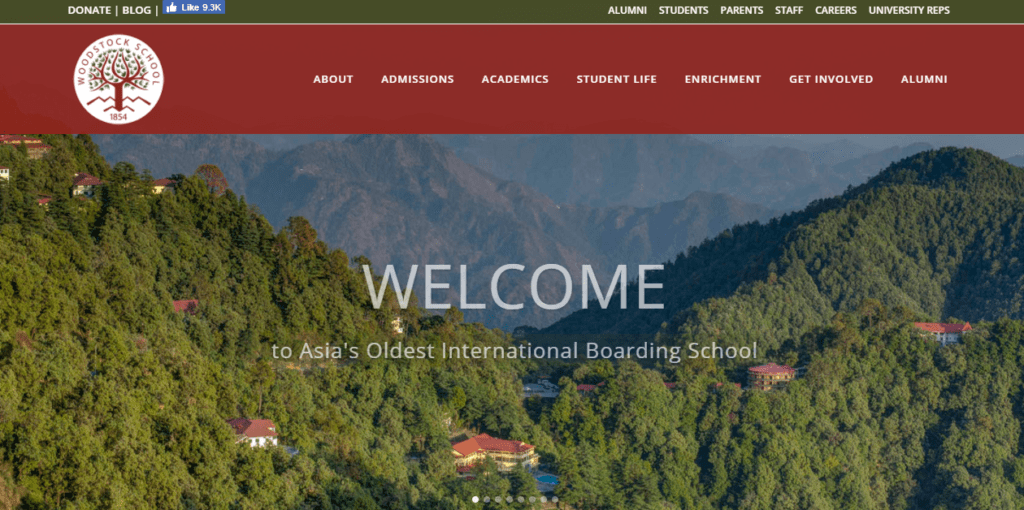 DONATE | BLOG | Like 9.3K
ALUMNI STUDENTS PARENTS STAFF CAREERS UNIVERSITY REPS
WOODSTOCK SCHOOL
1854
ABOUT ADMISSIONS ACADEMICS STUDENT LIFE ENRICHMENT GET INVOLVED ALUMNI
WELCOME
to Asia's Oldest International Boarding School